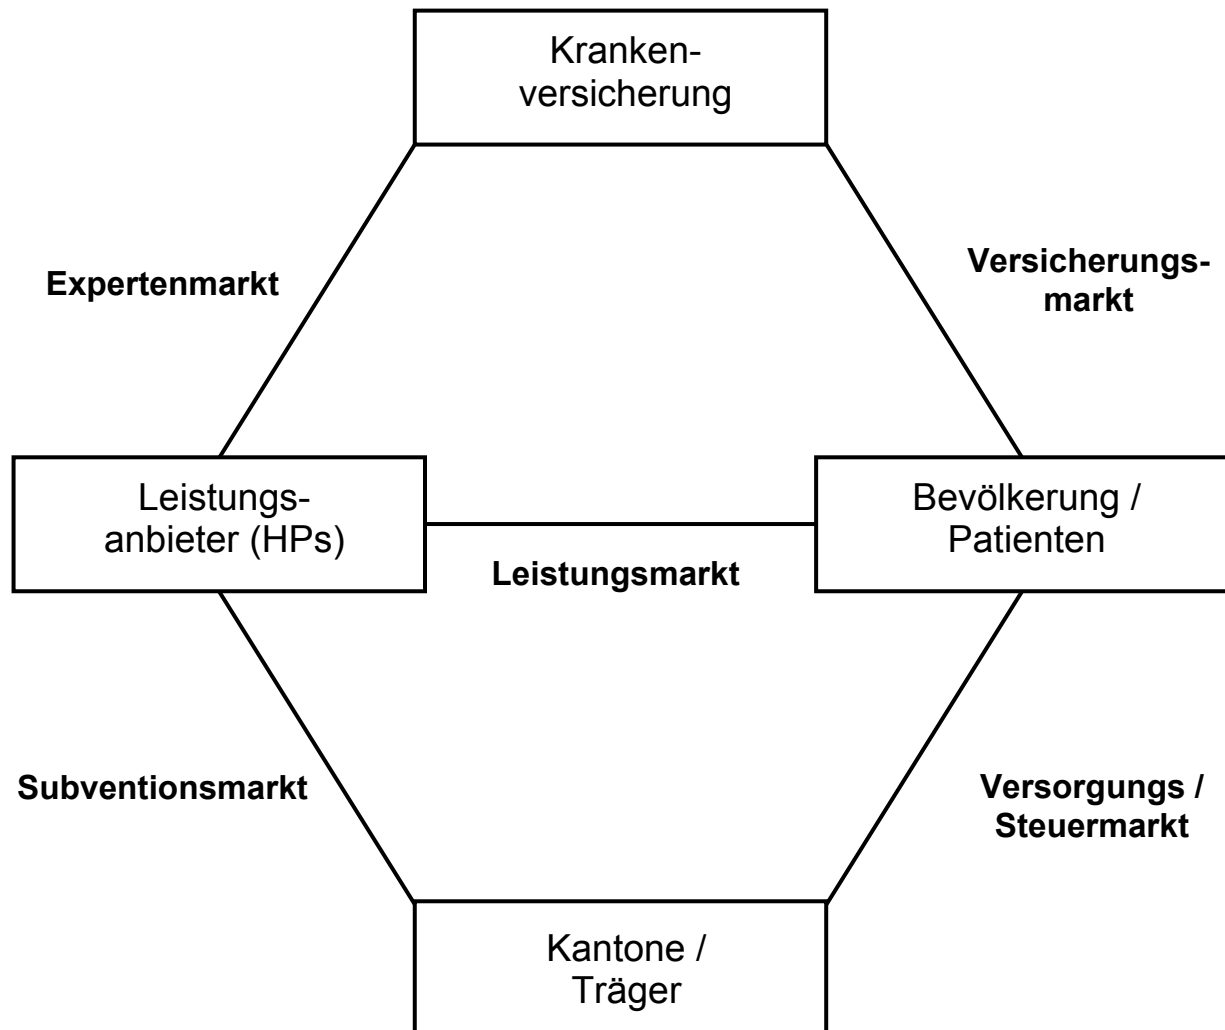 Kranken-
versicherung
Expertenmarkt
Versicherungs-
markt
Leistungs-
anbieter (HPs)
Bevölkerung /
Patienten
Leistungsmarkt
Subventionsmarkt
Versorgungs /
Steuermarkt
Kantone /
Träger